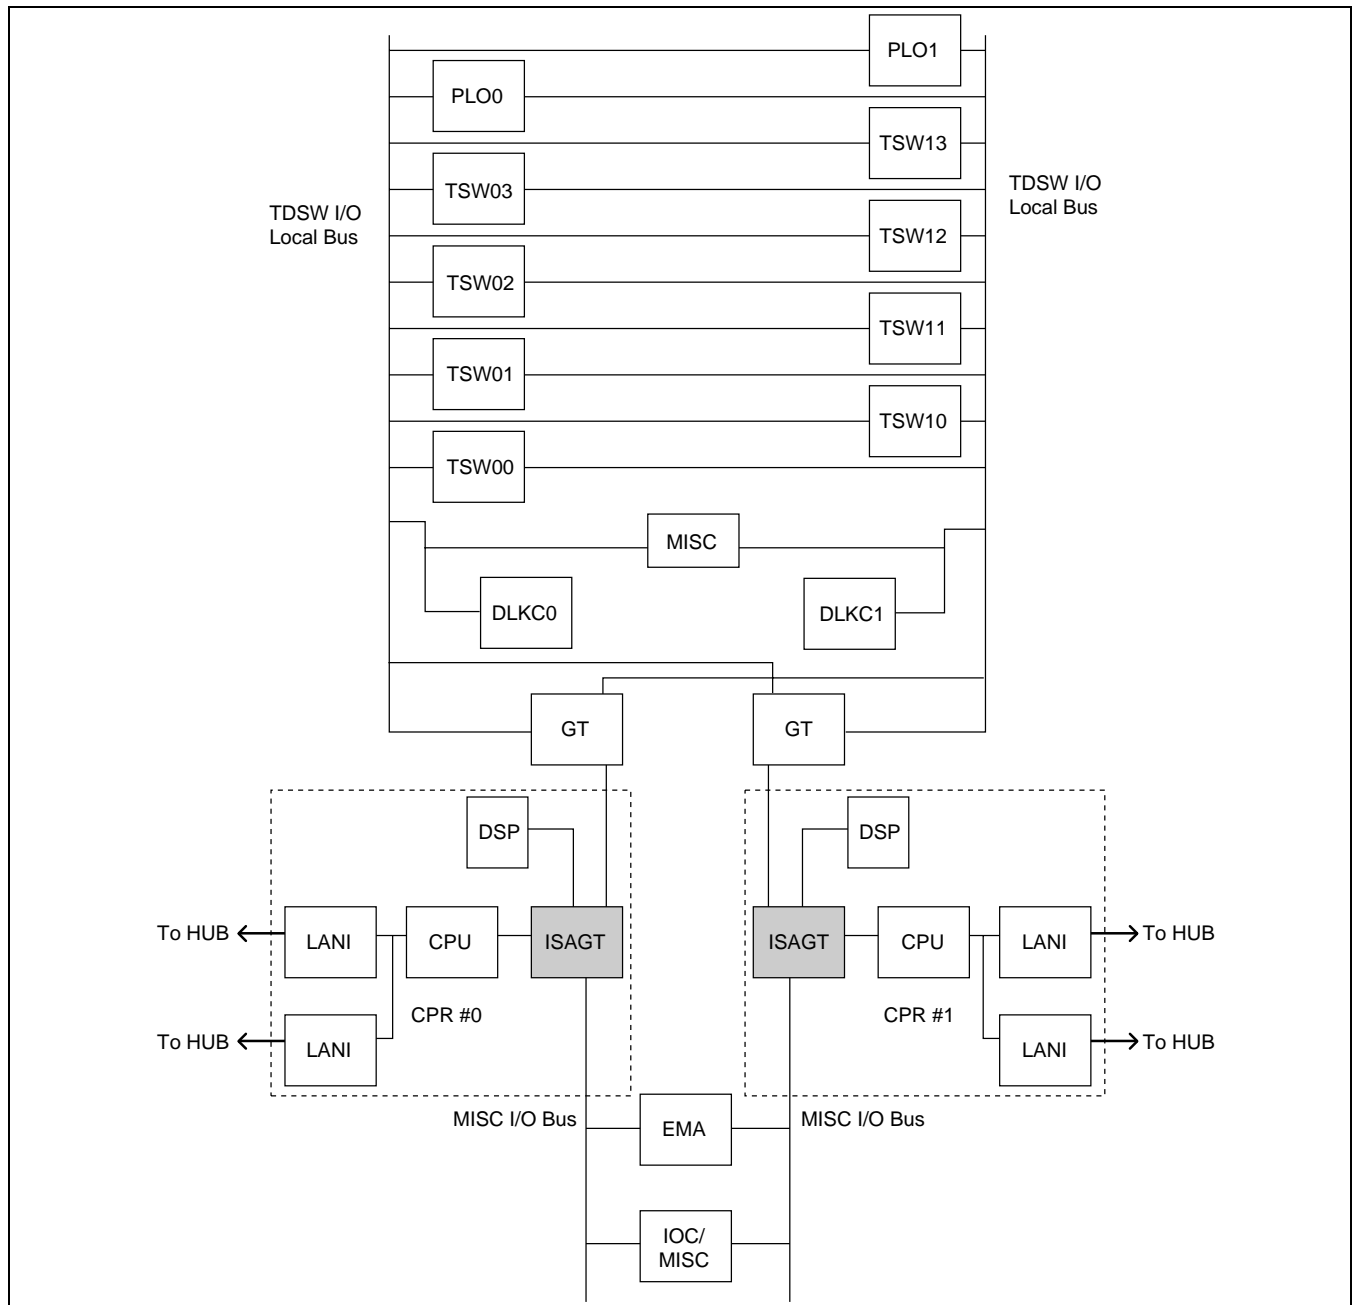 PLO1
PLO0
TSW13
TSW03
TDSW I/O
Local Bus
TDSW I/O
Local Bus
TSW12
TSW02
TSW11
TSW01
TSW10
TSW00
MISC
DLKC0
DLKC1
GT
GT
DSP
DSP
To HUB
LANI
CPU
ISAGT
ISAGT
CPU
LANI
To HUB
CPR #0
CPR #1
To HUB
LANI
LANI
To HUB
MISC I/O Bus
EMA
MISC I/O Bus
IOC/
MISC